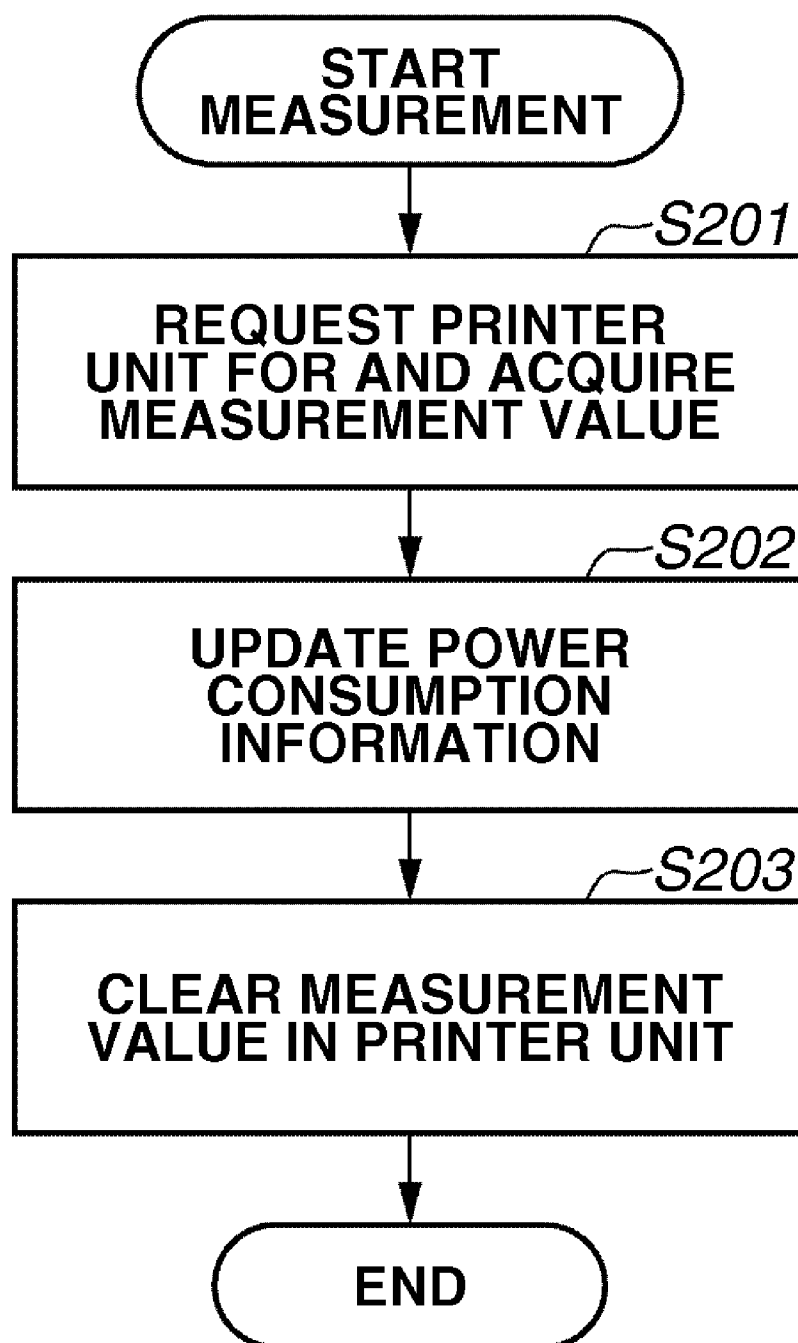 START
MEASUREMENT
S201
REQUEST PRINTER
UNIT FOR AND ACQUIRE
MEASUREMENT VALUE
S202
UPDATE POWER
CONSUMPTION
INFORMATION
S203
CLEAR MEASUREMENT
VALUE IN PRINTER UNIT
END